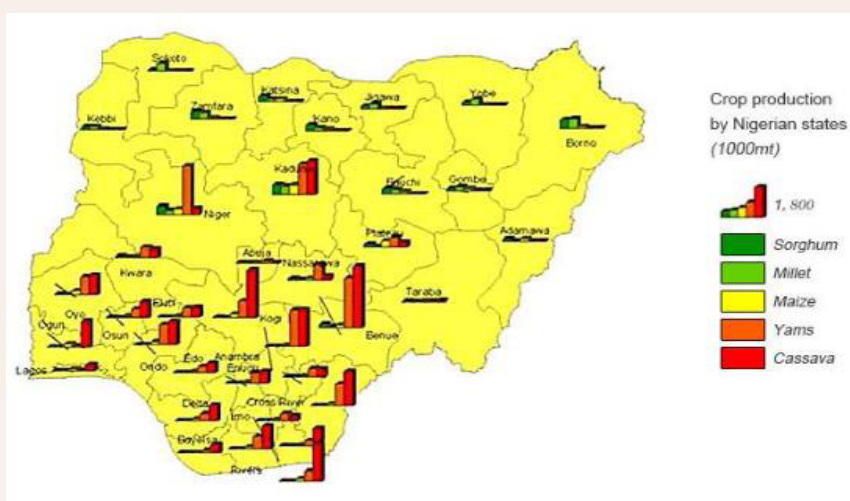 Sokoto
Katsina
Jigawa
Yobe
Zamfara
Kebbi
Kano
Borno
Kaduna
Bauchi
Gombe
Niger
Plateau
Adamawa
Abuja
Nassarawa
Kwara
Taraba
Oyo
Ekiti
Kogi
Ogun
Osun
Benue
Edo
Anambra
Lagos
Ondo
Enugu
Delta
Cross River
Imo
Bayelsa
Rivers
Crop production
by Nigerian states
(1000mt)
1, 800
Sorghum
Millet
Maize
Yams
Cassava